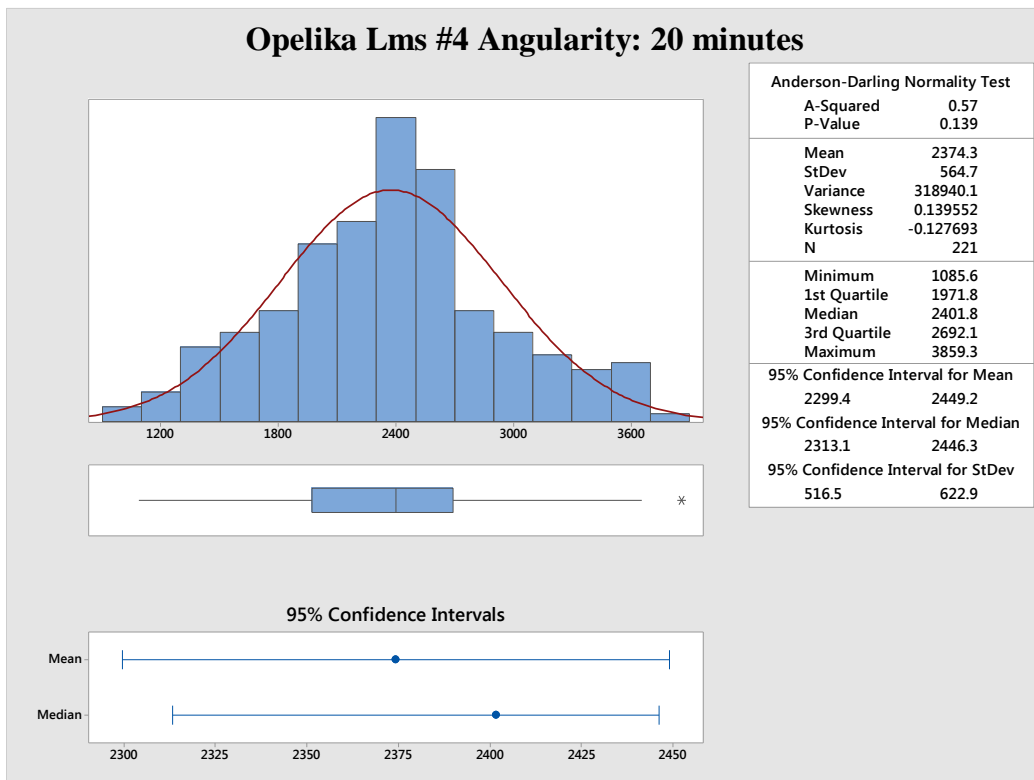 Opelika Lms #4 Angularity: 20 minutes
1200 1800 2400 3000 3600
Anderson-Darling Normality Test
A-Squared 0.57
P-Value 0.139
Mean 2374.3
StDev 564.7
Variance 318940.1
Skewness 0.139552
Kurtosis -0.127693
N 221
Minimum 1085.6
1st Quartile 1971.8
Median 2401.8
3rd Quartile 2692.1
Maximum 3859.3
95% Confidence Interval for Mean
2299.4 2449.2
95% Confidence Interval for Median
2313.1 2446.3
95% Confidence Interval for StDev
516.5 622.9
95% Confidence Intervals
Mean
Median
2300 2325 2350 2375 2400 2425 2450